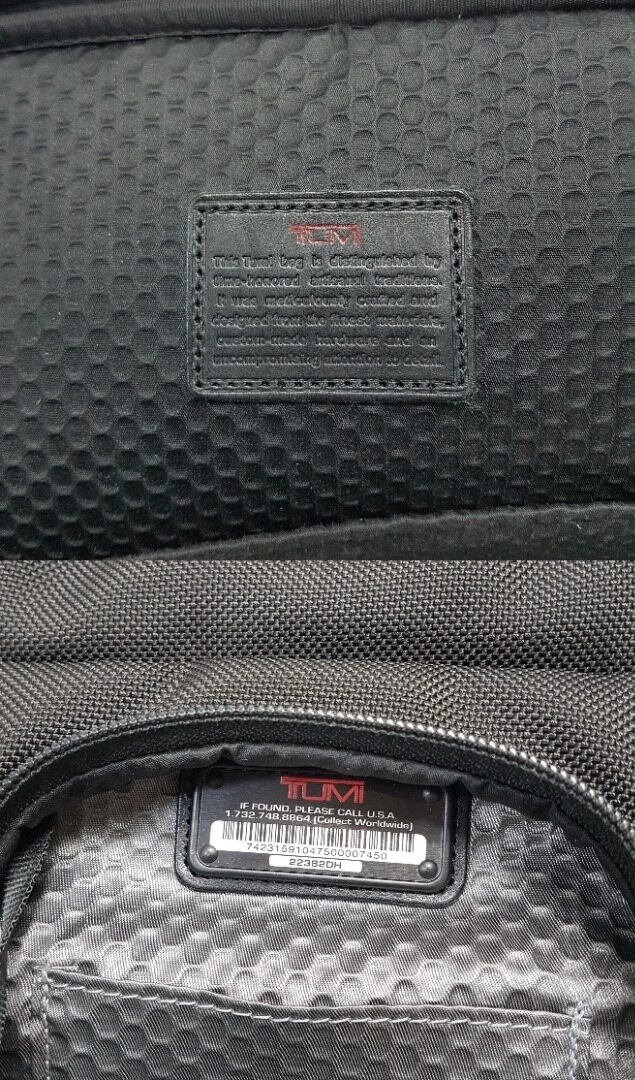 TUMI
This Tumi bag is distinguished by
time-honored artisanal traditions.
It was meticulously crafted and
designed from the finest materials,
custom-made hardware and an
uncompromising attention to detail.
TUMI
IF FOUND, PLEASE CALL U.S.A.
1.732.748.8864 (Collect Worldwide)
74231591047500007450
22382DH